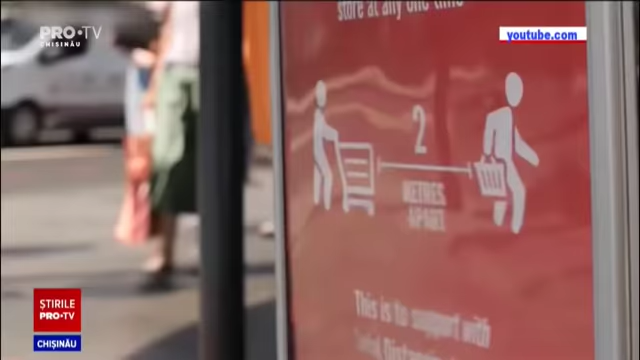 PRO•TV
CHIȘINĂU
youtube.com
store at any one time
2
METRES
APART
This is to support with
ȘTIRILE
PRO•TV
CHIȘINĂU